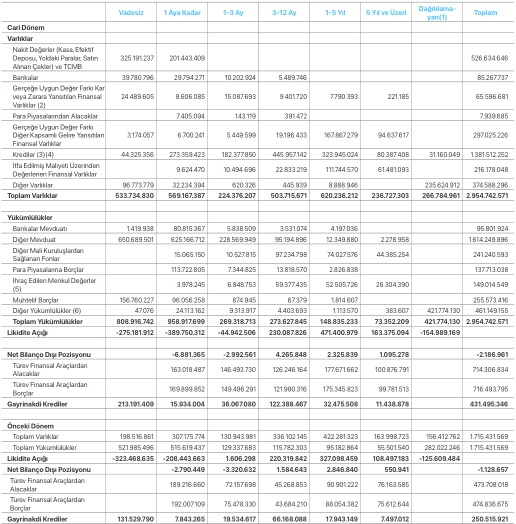 Vadesiz 1 Aya Kadar 1-3 Ay 3-12 Ay 1-5 Yıl 5 Yıl ve Üzeri Dağıtılama-yan(1) Toplam
Cari Dönem
Varlıklar
Nakit Değerler (Kasa, Efektif Deposu, Yoldaki Paralar, Satın Alınan Çekler) ve TCMB 325.191.237 201.443.409 526.634.646
Bankalar 39.780.796 29.794.271 10.202.924 5.489.746 85.267.737
Gerçeğe Uygun Değer Farkı Kar veya Zarara Yansıtılan Finansal Varlıklar (2) 24.489.605 8.606.085 15.087.693 9.401.720 7.790.393 221.185 65.596.681
Para Piyasalarından Alacaklar 7.405.094 143.119 391.472 7.939.685
Gerçeğe Uygun Değer Farkı Diğer Kapsamlı Gelire Yansıtılan Finansal Varlıklar 3.174.057 6.700.241 5.449.599 19.196.433 167.867.279 94.637.617 297.025.226
Krediler (3)(4) 44.325.356 273.359.423 182.377.850 445.957.142 323.945.024 80.387.408 31.160.049 1.381.512.252
İtfa Edilmiş Maliyeti Üzerinden Değerlenen Finansal Varlıklar 9.624.470 10.494.696 22.833.219 111.744.570 61.481.093 216.178.048
Diğer Varlıklar 96.773.779 32.234.394 620.326 445.939 8.888.946 235.624.912 374.588.296
Toplam Varlıklar 533.734.830 569.167.387 224.376.207 503.715.671 620.236.212 236.727.303 266.784.961 2.954.742.571
Yükümlülükler
Bankalar Mevduatı 1.419.938 80.815.367 5.838.509 3.531.074 4.197.036 95.801.924
Diğer Mevduat 650.689.501 625.166.712 228.569.949 95.194.896 12.349.880 2.278.958 1.614.249.896
Diğer Mali Kuruluşlardan Sağlanan Fonlar 15.065.150 10.527.815 97.234.798 74.027.576 44.385.254 241.240.593
Para Piyasalarına Borçlar 113.722.805 7.344.825 13.818.570 2.826.838 137.713.038
İhraç Edilen Menkul Değerler (5) 3.978.245 6.848.753 59.377.435 52.505.726 26.304.390 149.014.549
Muhtelif Borçlar 156.760.227 96.056.258 874.945 67.379 1.814.607 255.573.416
Diğer Yükümlülükler (6) 47.076 24.113.162 9.313.917 4.403.693 1.113.570 383.607 421.774.130 461.149.155
Toplam Yükümlülükler 808.916.742 958.917.699 269.318.713 273.627.845 148.835.233 73.352.209 421.774.130 2.954.742.571
Likidite Açığı -275.181.912 -389.750.312 -44.942.506 230.087.826 471.400.979 163.375.094 -154.989.169
Net Bilanço Dışı Pozisyonu -6.881.365 -2.992.561 4.265.848 2.325.839 1.095.278 -2.186.961
Türev Finansal Araçlardan Alacaklar 163.018.487 146.493.730 126.246.164 177.671.662 100.876.791 714.306.834
Türev Finansal Araçlardan Borçlar 169.899.852 149.486.291 121.980.316 175.345.823 99.781.513 716.493.795
Gayrinakdi Krediler 213.191.409 15.934.004 36.067.080 122.388.467 32.475.508 11.438.878 431.495.346
Önceki Dönem
Toplam Varlıklar 198.516.861 307.175.774 130.943.981 336.102.145 422.281.323 163.998.723 156.412.762 1.715.431.569
Toplam Yükümlülükler 521.985.496 515.619.437 129.337.683 115.782.303 95.182.864 55.501.540 282.022.246 1.715.431.569
Likidite Açığı -323.468.635 -208.443.663 1.606.298 220.319.842 327.098.459 108.497.183 -125.609.484
Net Bilanço Dışı Pozisyonu -2.790.449 -3.320.632 1.584.643 2.846.840 550.941 -1.128.657
Türev Finansal Araçlardan Alacaklar 189.216.660 72.157.698 45.268.853 90.901.222 76.163.585 473.708.018
Türev Finansal Araçlardan Borçlar 192.007.109 75.478.330 43.684.210 88.054.382 75.612.644 474.836.675
Gayrinakdi Krediler 131.529.790 7.843.265 19.534.617 66.168.088 17.943.149 7.497.012 250.515.921